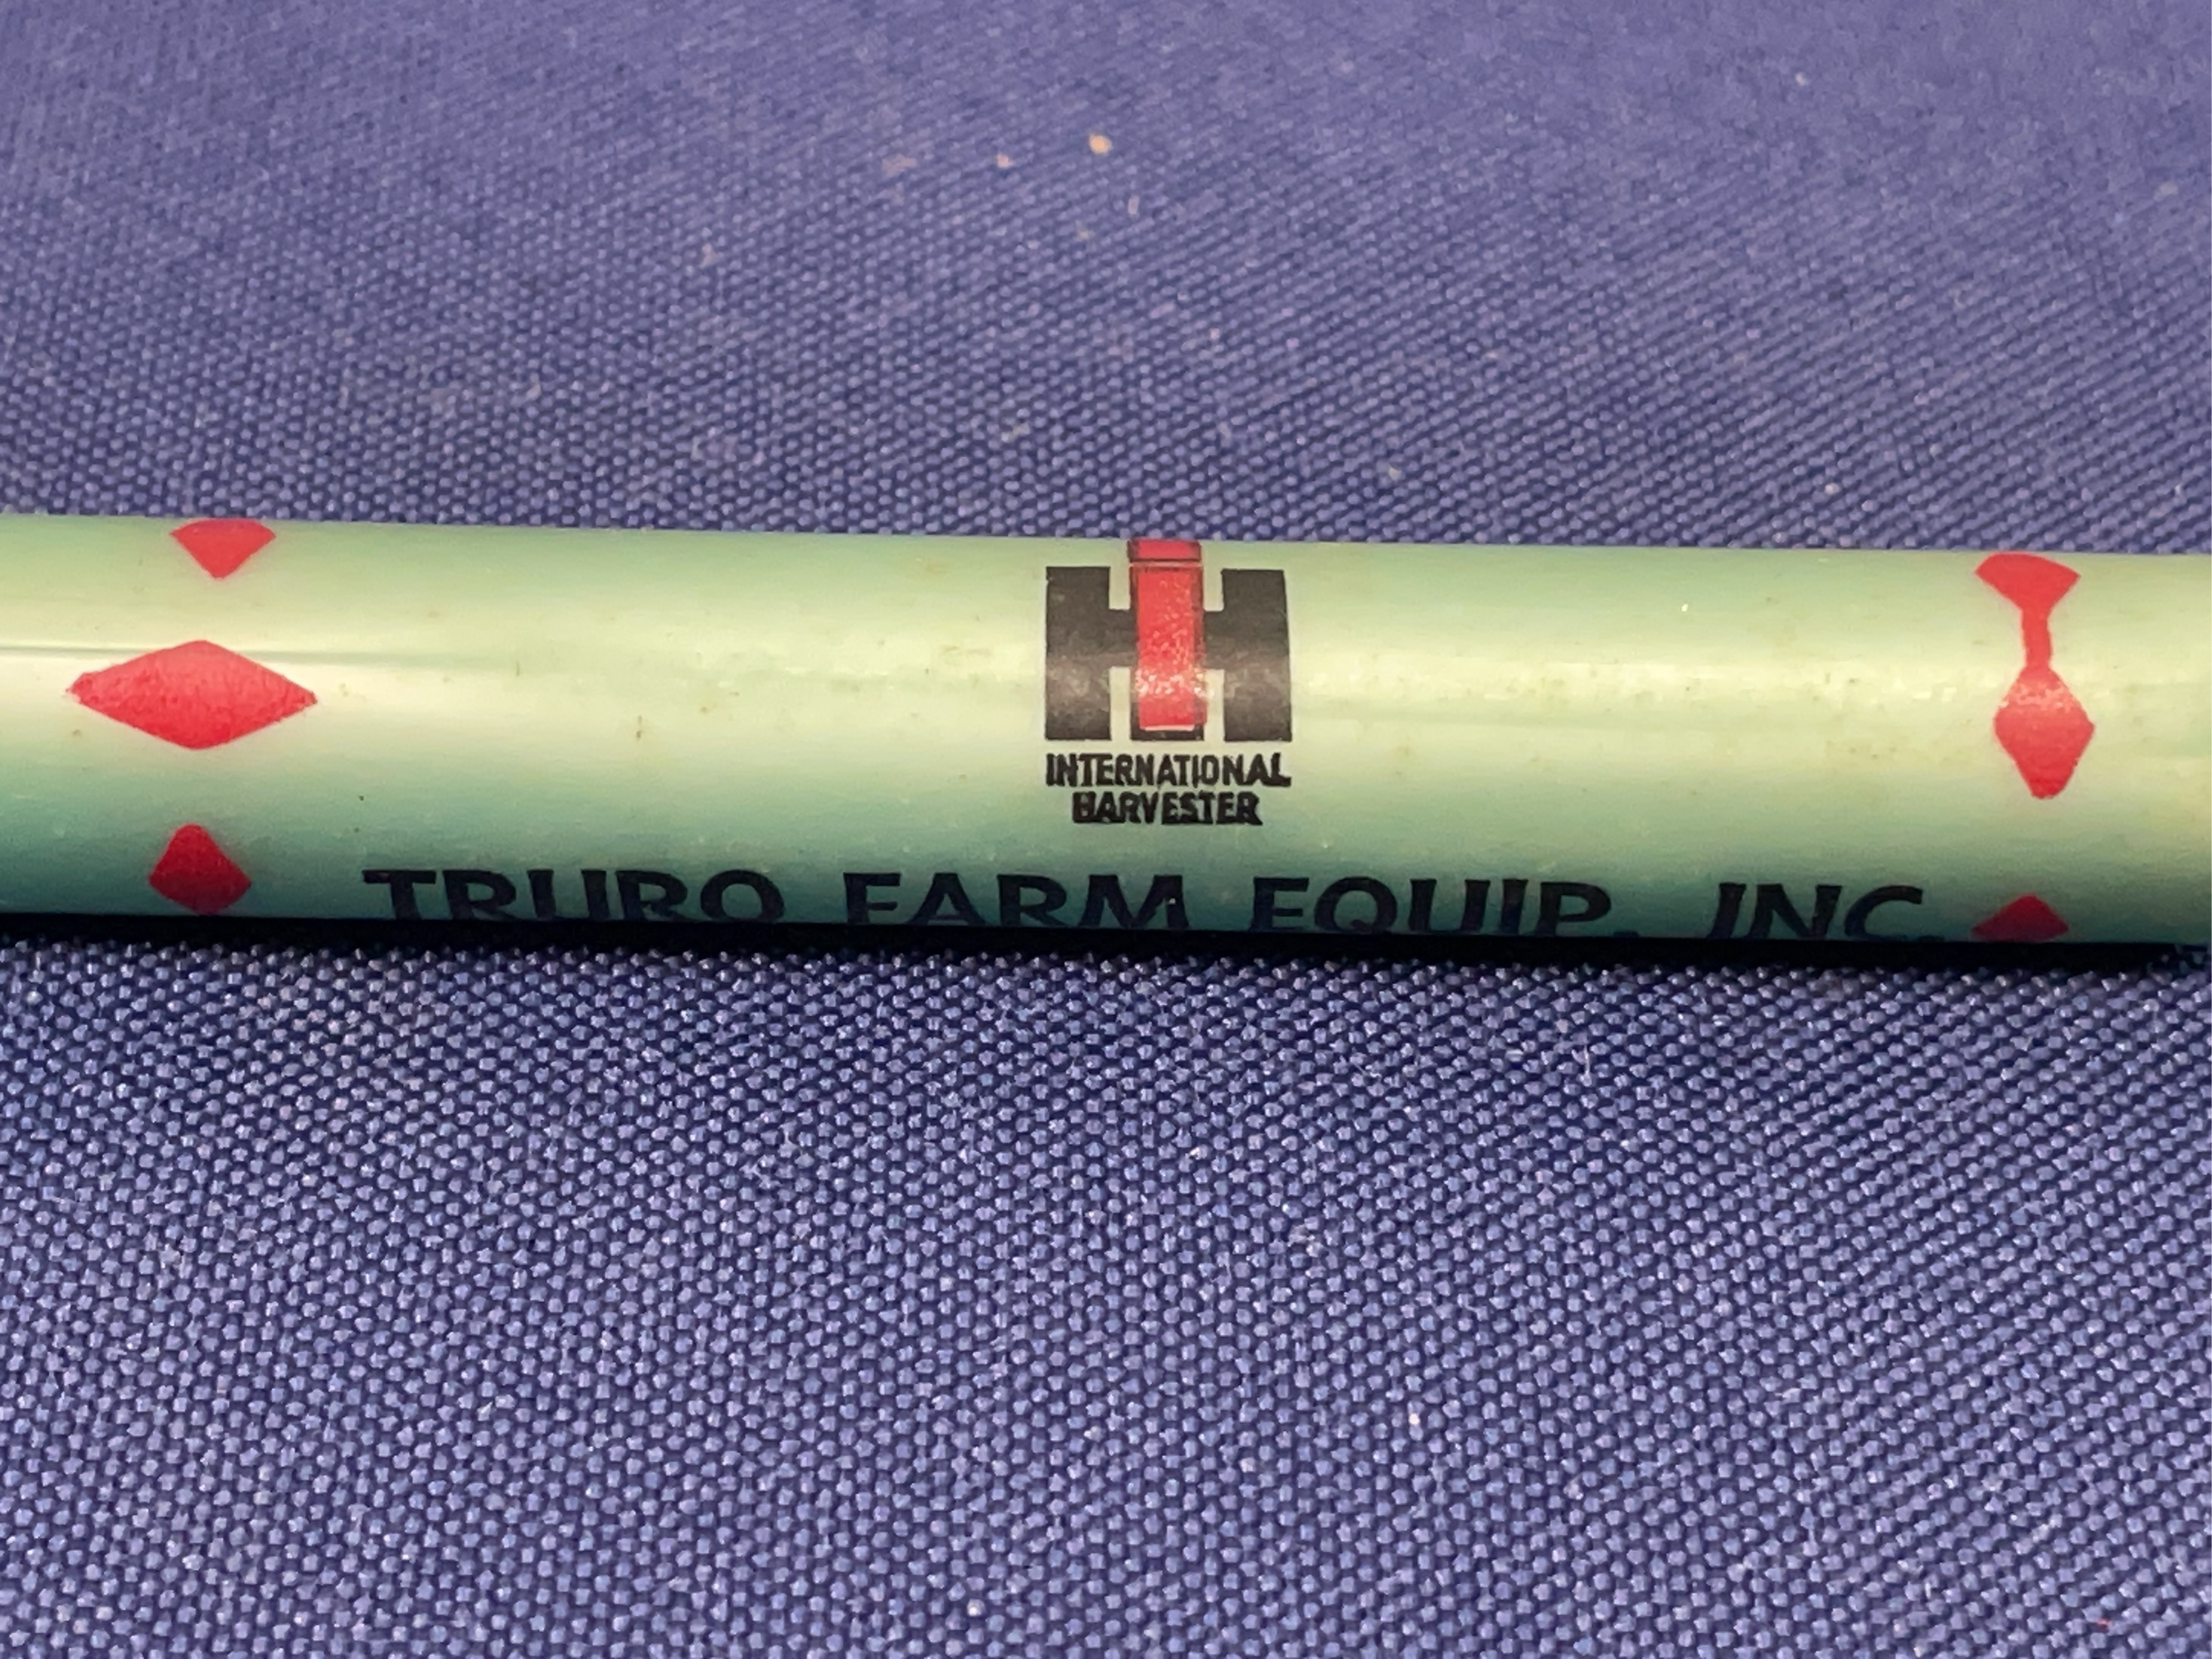 INTERNATIONAL
HARVESTER
TRURO FARM EQUIP. INC.